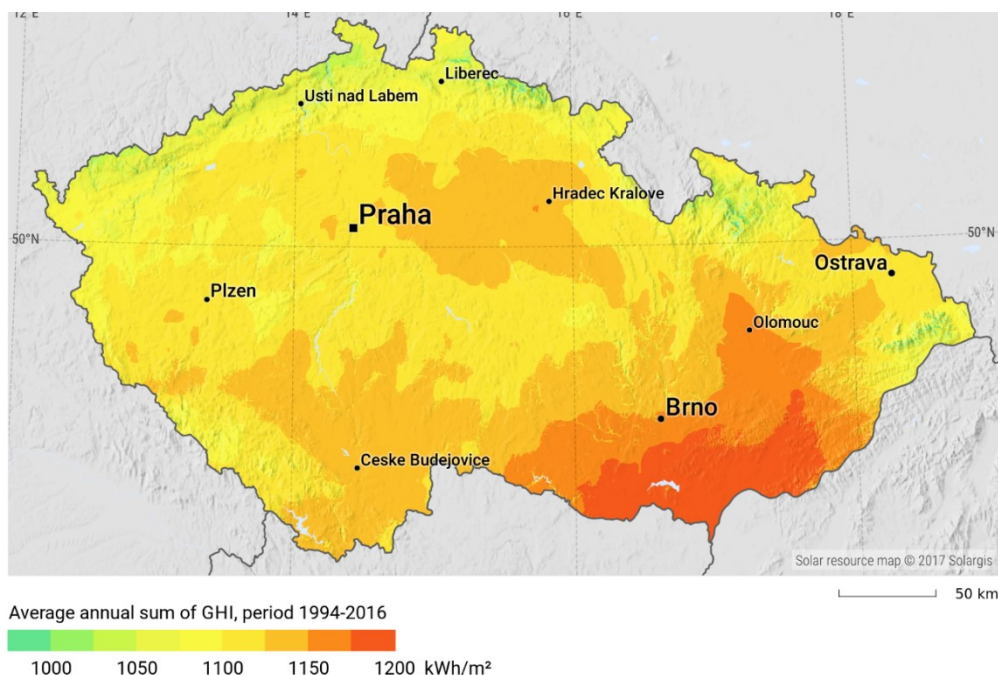 12°E 14°E 16°E 18°E
Liberec
Usti nad Labem
Hradec Kralove
Praha
50°N 50°N
Ostrava
Plzen
Olomouc
Brno
Ceske Budejovice
Solar resource map © 2017 Solargis
50 km
Average annual sum of GHI, period 1994-2016
1000 1050 1100 1150 1200 kWh/m²